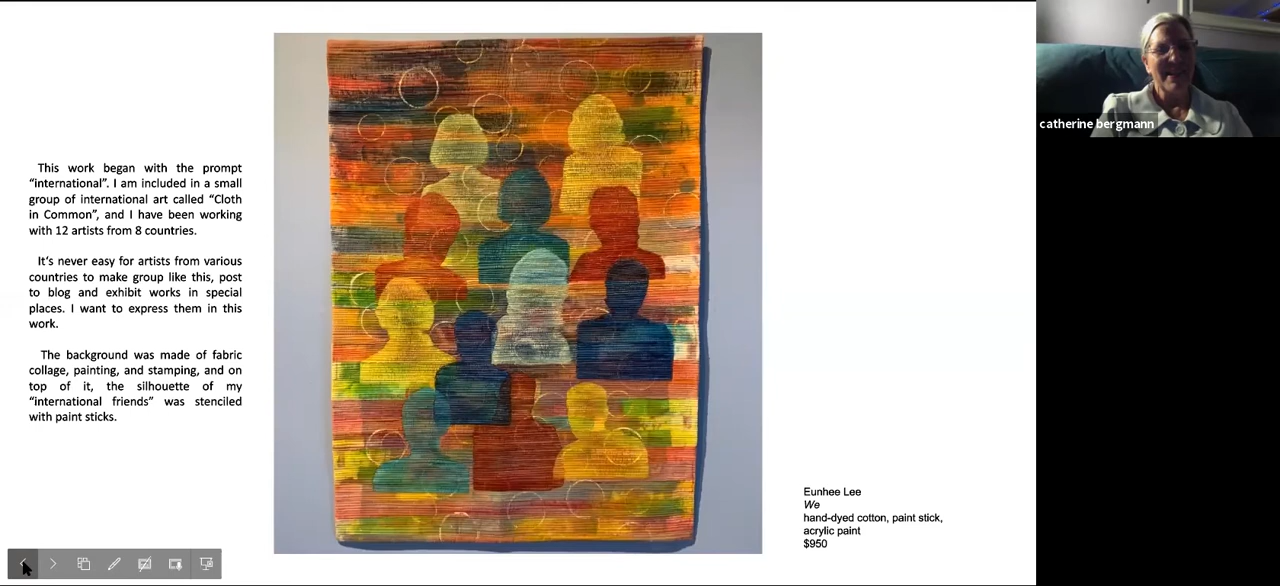 This work began with the prompt
“international”. I am included in a small
group of international art called “Cloth
in Common”, and I have been working
with 12 artists from 8 countries.
It’s never easy for artists from various
countries to make group like this, post
to blog and exhibit works in special
places. I want to express them in this
work.
The background was made of fabric
collage, painting, and stamping, and on
top of it, the silhouette of my
“international friends” was stenciled
with paint sticks.
Eunhee Lee
We
hand-dyed cotton, paint stick,
acrylic paint
$950
catherine bergmann